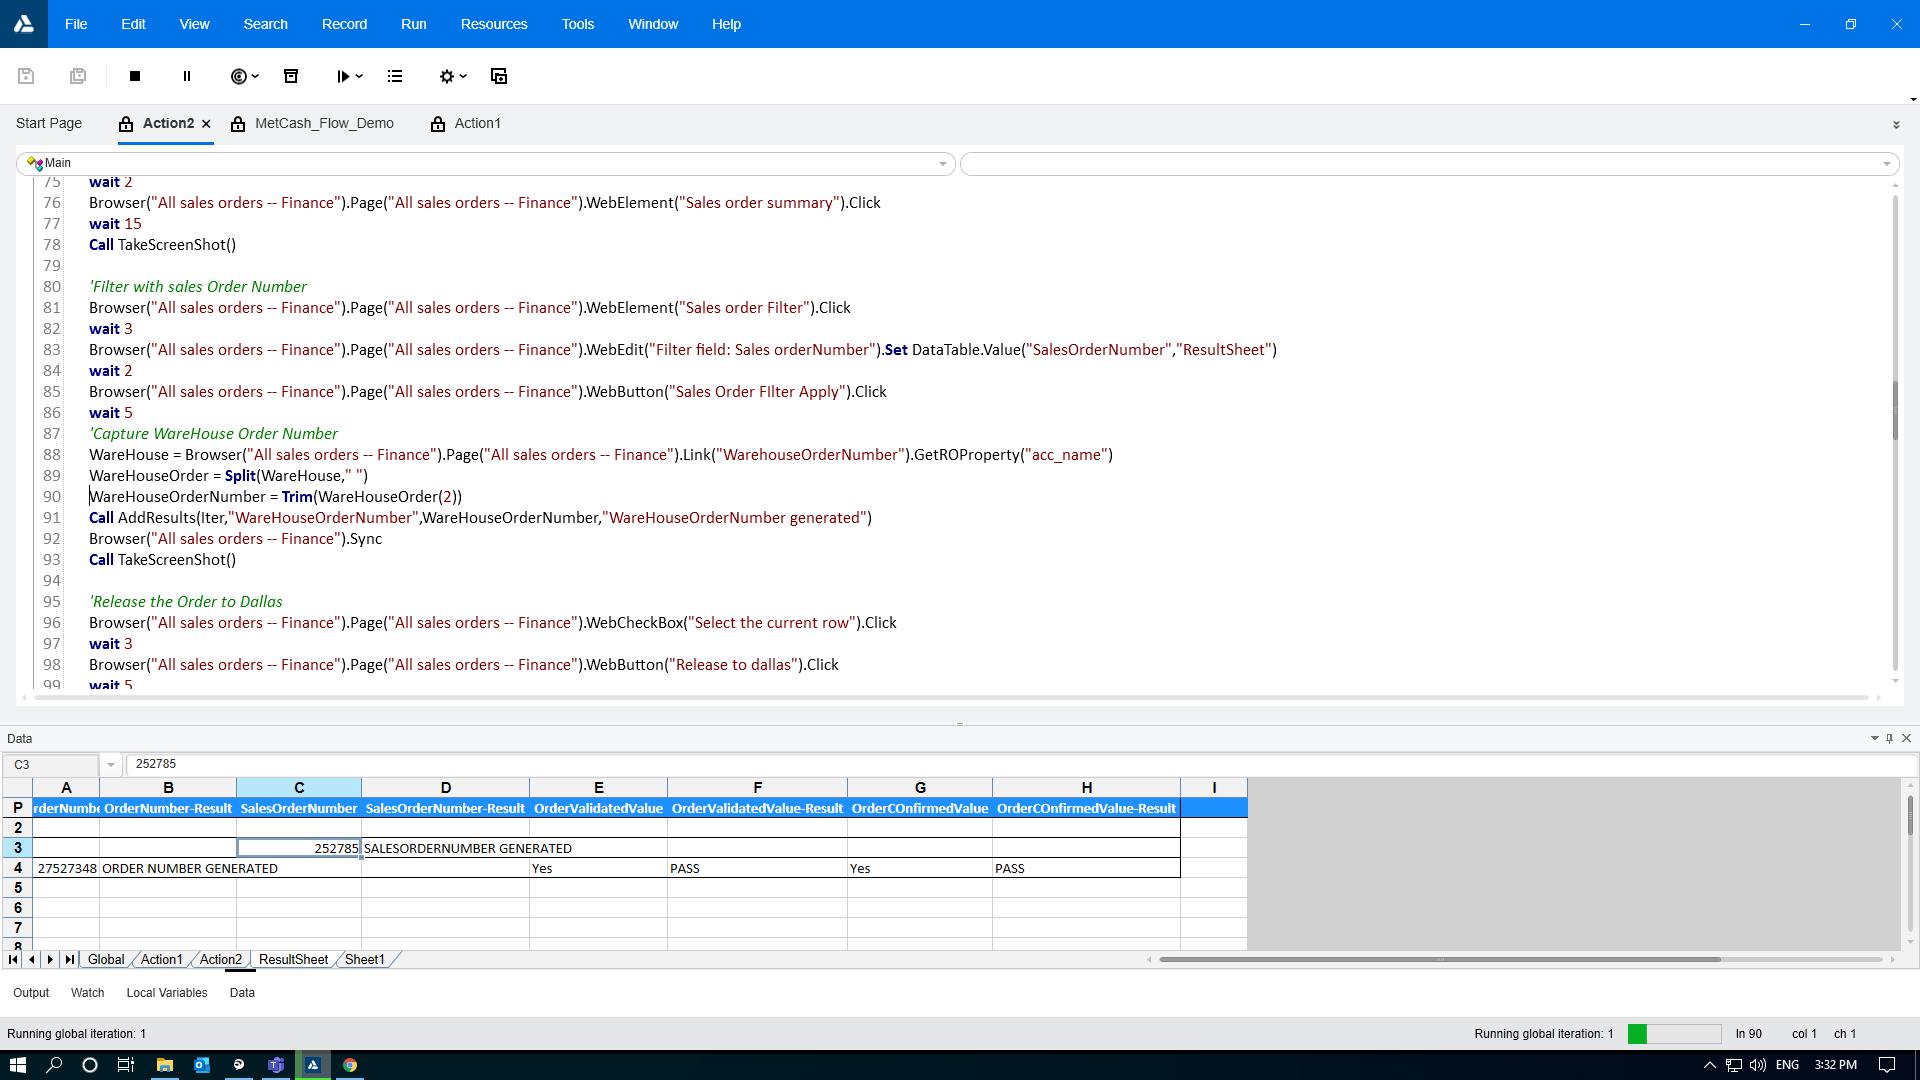 File Edit View Search Record Run Resources Tools Window Help
Start Page Action2 MetCash_Flow_Demo Action1
Main
75 wait 2
76 Browser("All sales orders -- Finance").Page("All sales orders -- Finance").WebElement("Sales order summary").Click
77 wait 15
78 Call TakeScreenShot()
79
80 'Filter with sales Order Number
81 Browser("All sales orders -- Finance").Page("All sales orders -- Finance").WebElement("Sales order Filter").Click
82 wait 3
83 Browser("All sales orders -- Finance").Page("All sales orders -- Finance").WebEdit("Filter field: Sales orderNumber").Set DataTable.Value("SalesOrderNumber","ResultSheet")
84 wait 2
85 Browser("All sales orders -- Finance").Page("All sales orders -- Finance").WebButton("Sales Order FIlter Apply").Click
86 wait 5
87 'Capture WareHouse Order Number
88 WareHouse = Browser("All sales orders -- Finance").Page("All sales orders -- Finance").Link("WarehouseOrderNumber").GetROProperty("acc_name")
89 WareHouseOrder = Split(WareHouse," ")
90 WareHouseOrderNumber = Trim(WareHouseOrder(2))
91 Call AddResults(Iter,"WareHouseOrderNumber",WareHouseOrderNumber,"WareHouseOrderNumber generated")
92 Browser("All sales orders -- Finance").Sync
93 Call TakeScreenShot()
94
95 'Release the Order to Dallas
96 Browser("All sales orders -- Finance").Page("All sales orders -- Finance").WebCheckBox("Select the current row").Click
97 wait 3
98 Browser("All sales orders -- Finance").Page("All sales orders -- Finance").WebButton("Release to dallas").Click
99 wait 5
Data
C3 252785
A B C D E F G H I
P rderNumbe OrderNumber-Result SalesOrderNumber SalesOrderNumber-Result OrderValidatedValue OrderValidatedValue-Result OrderCOnfirmedValue OrderCOnfirmedValue-Result
2
3 252785 SALESORDERNUMBER GENERATED
4 27527348 ORDER NUMBER GENERATED Yes PASS Yes PASS
5
6
7
8
Global Action1 Action2 ResultSheet Sheet1
Output Watch Local Variables Data
Running global iteration: 1 Running global iteration: 1 ln 90 col 1 ch 1
ENG 3:32 PM